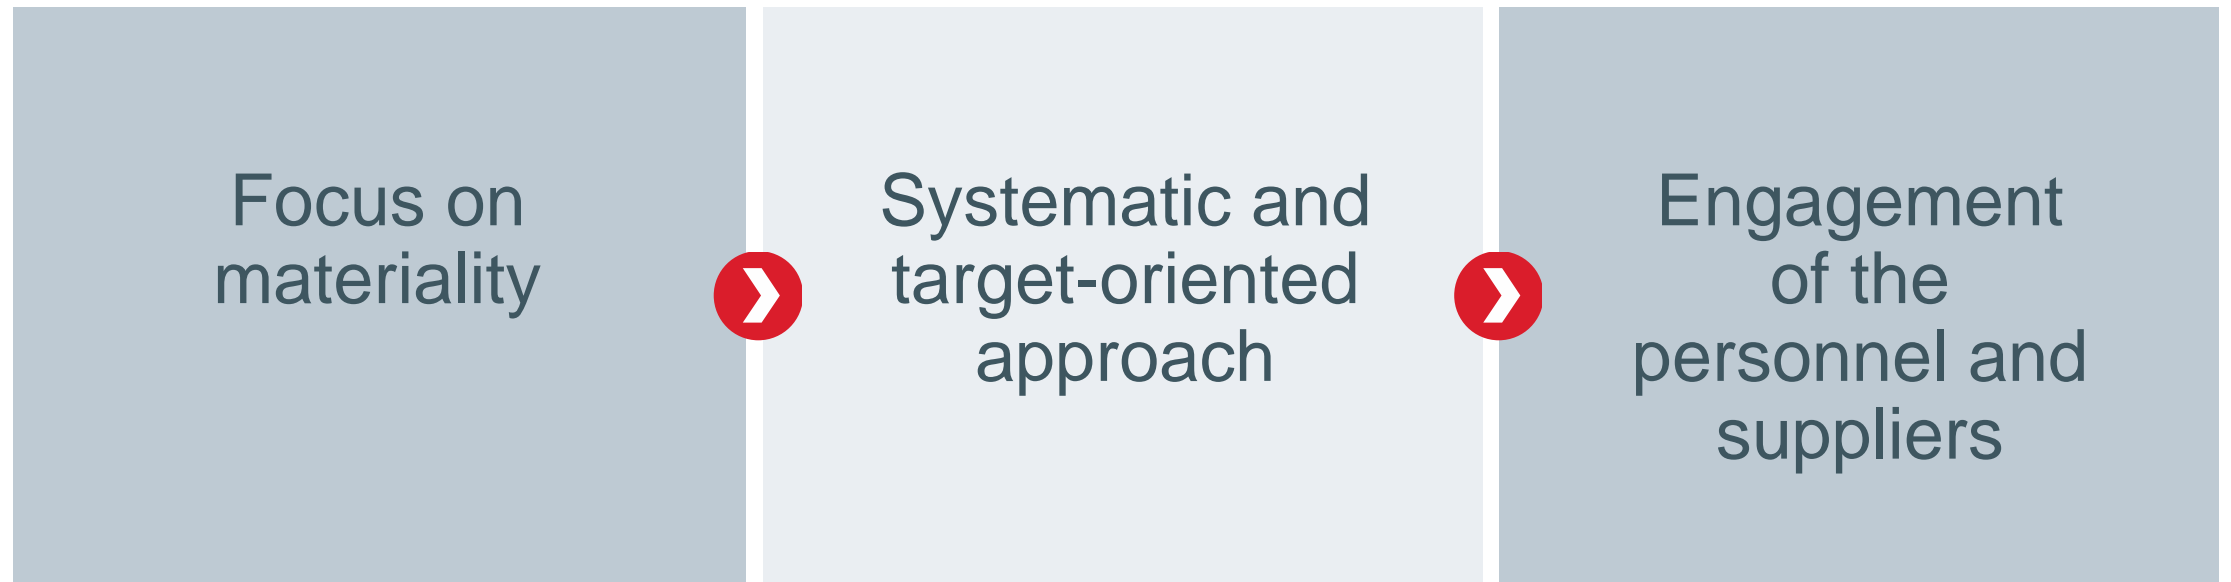 Focus on
materiality
Systematic and
target-oriented
approach
Engagement
of the
personnel and
suppliers